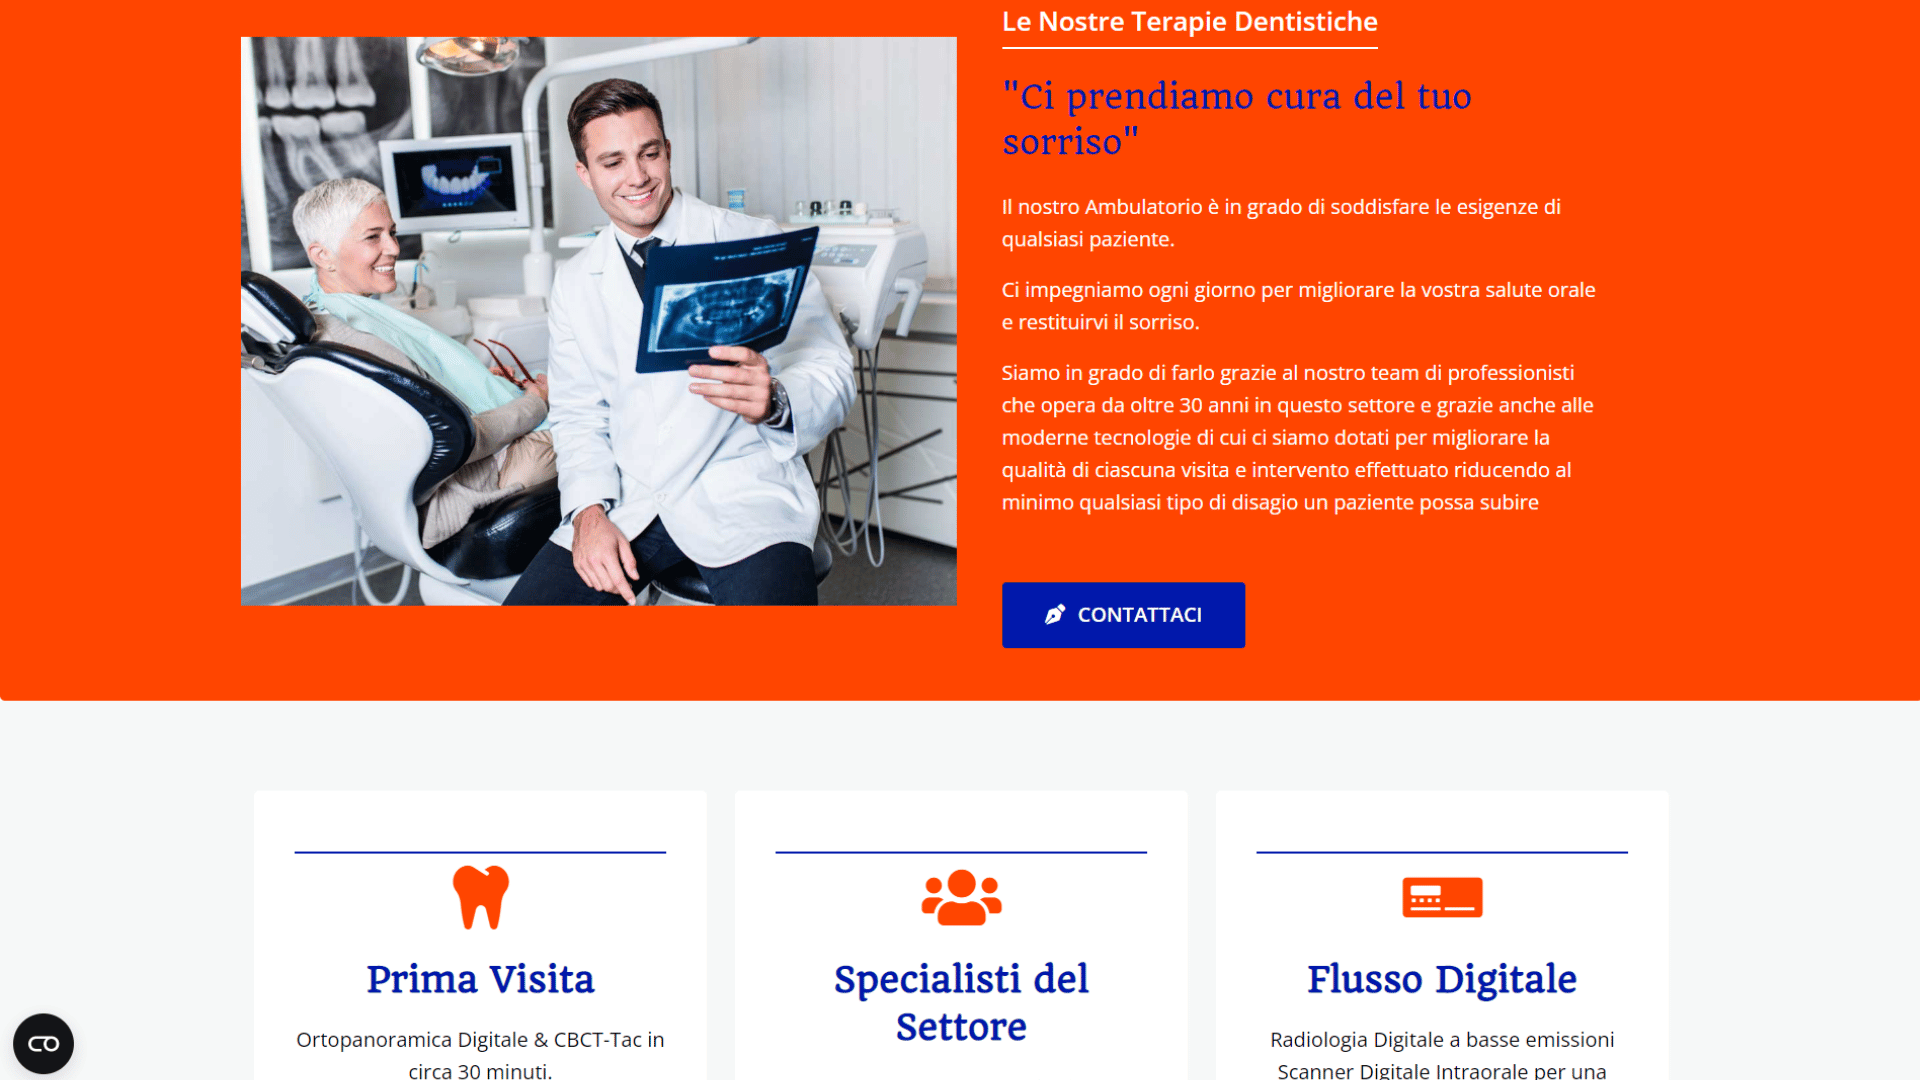 Le Nostre Terapie Dentistiche
"Ci prendiamo cura del tuo
sorriso"
Il nostro Ambulatorio è in grado di soddisfare le esigenze di
qualsiasi paziente.
Ci impegniamo ogni giorno per migliorare la vostra salute orale
e restituirvi il sorriso.
Siamo in grado di farlo grazie al nostro team di professionisti
che opera da oltre 30 anni in questo settore e grazie anche alle
moderne tecnologie di cui ci siamo dotati per migliorare la
qualità di ciascuna visita e intervento effettuato riducendo al
minimo qualsiasi tipo di disagio un paziente possa subire
CONTATTACI
Prima Visita
Ortopanoramica Digitale & CBCT-Tac in
circa 30 minuti.
Specialisti del
Settore
Flusso Digitale
Radiologia Digitale a basse emissioni
Scanner Digitale Intraorale per una